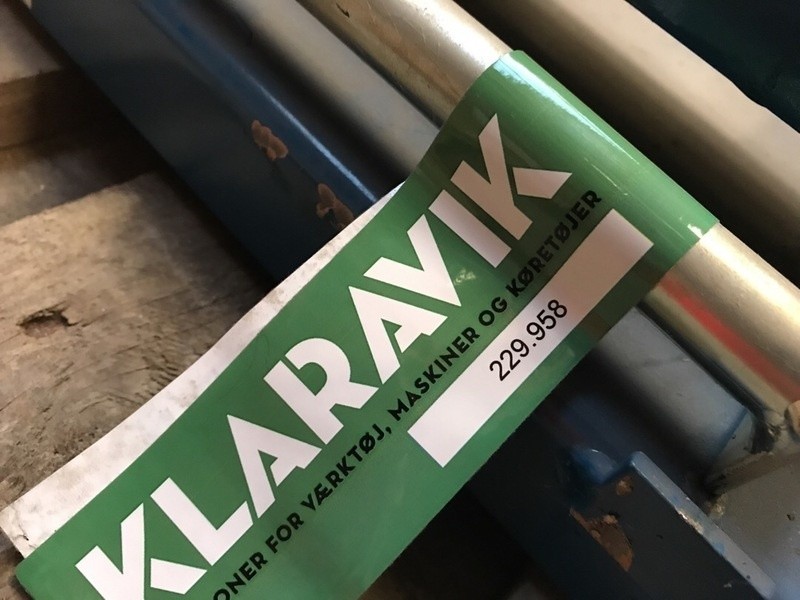 KLARAVIK
ONER FOR VÆRKTØJ, MASKINER OG KØRETØJER
229.958